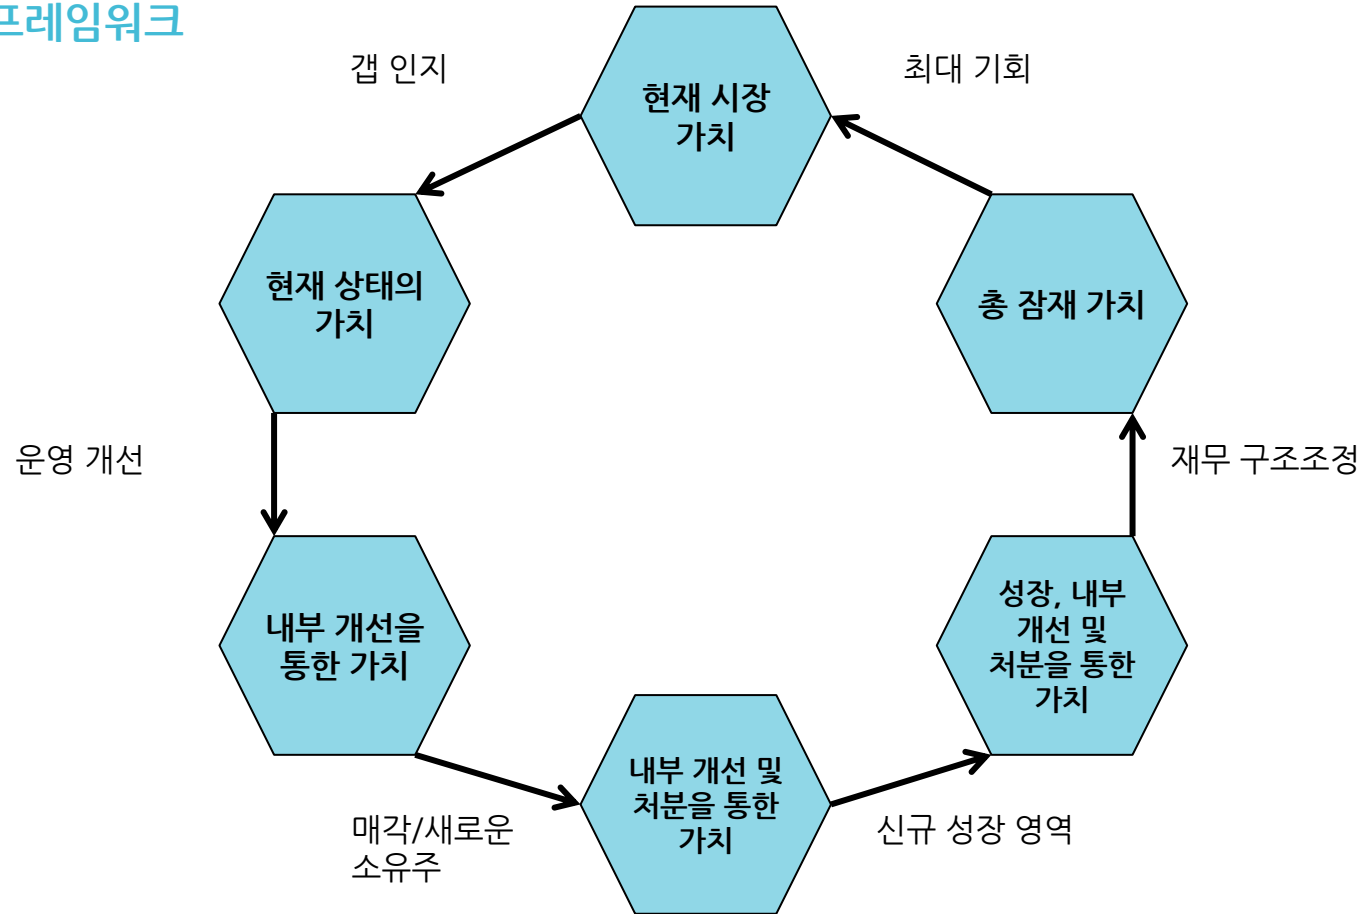 프레임워크
갭 인지
현재 시장
가치
최대 기회
현재 상태의
가치
총 잠재 가치
운영 개선
재무 구조조정
내부 개선을
통한 가치
성장, 내부
개선 및
처분을 통한
가치
내부 개선 및
처분을 통한
가치
매각/새로운
소유주
신규 성장 영역